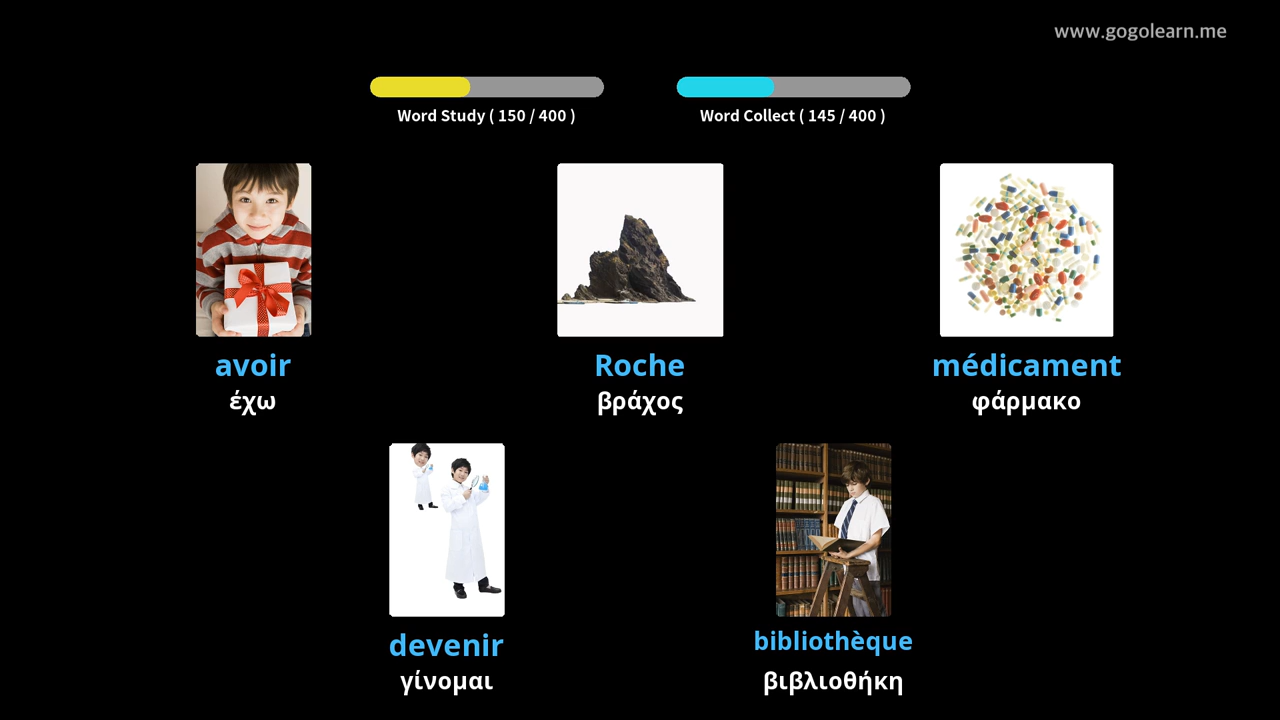 www.gogolearn.me
Word Study ( 150 / 400 )
Word Collect ( 145 / 400 )
avoir
έχω
Roche
βράχος
médicament
φάρμακο
devenir
γίνομαι
bibliothèque
βιβλιοθήκη